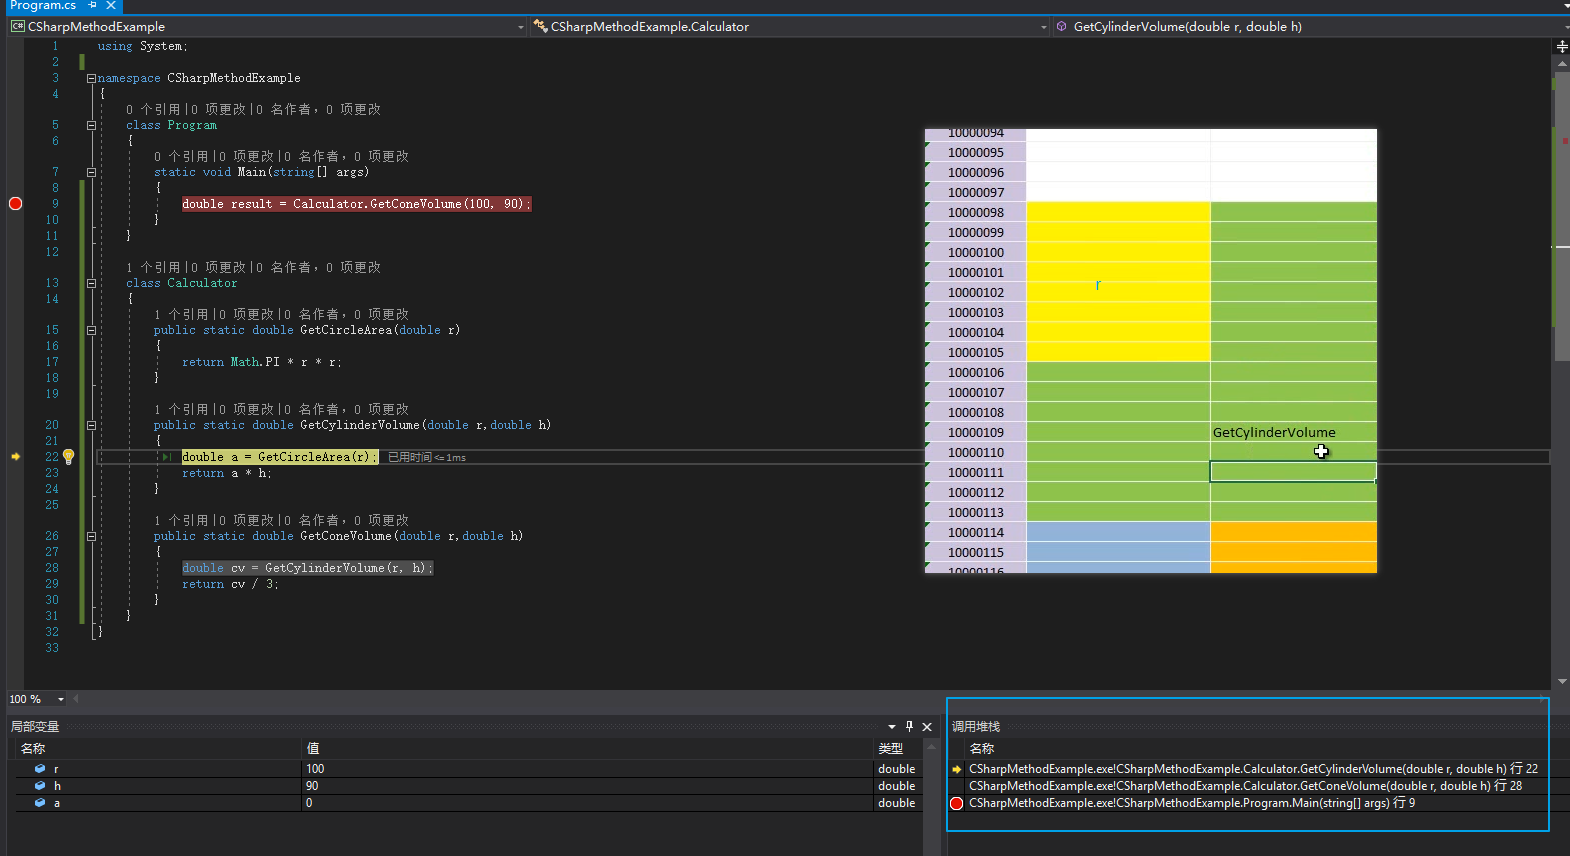 Program.cs
CSharpMethodExample
CSharpMethodExample.Calculator
GetCylinderVolume(double r, double h)
1 using System;
2
3 namespace CSharpMethodExample
4 {
0 个引用|0 项更改|0 名作者，0 项更改
5 class Program
6 {
0 个引用|0 项更改|0 名作者，0 项更改
7 static void Main(string[] args)
8 {
9 double result = Calculator.GetConeVolume(100, 90);
10 }
11 }
12
1 个引用|0 项更改|0 名作者，0 项更改
13 class Calculator
14 {
1 个引用|0 项更改|0 名作者，0 项更改
15 public static double GetCircleArea(double r)
16 {
17 return Math.PI * r * r;
18 }
19
1 个引用|0 项更改|0 名作者，0 项更改
20 public static double GetCylinderVolume(double r,double h)
21 {
22 double a = GetCircleArea(r); 已用时间<=1ms
23 return a * h;
24 }
25
1 个引用|0 项更改|0 名作者，0 项更改
26 public static double GetConeVolume(double r,double h)
27 {
28 double cv = GetCylinderVolume(r, h);
29 return cv / 3;
30 }
31 }
32 }
33
10000094
10000095
10000096
10000097
10000098
10000099
10000100
10000101
r
10000102
10000103
10000104
10000105
10000106
10000107
10000108
10000109 GetCylinderVolume
10000110
10000111
10000112
10000113
10000114
10000115
10000116
100 %
局部变量
名称 值 类型
r 100 double
h 90 double
a 0 double
调用堆栈
名称
CSharpMethodExample.exe!CSharpMethodExample.Calculator.GetCylinderVolume(double r, double h) 行 22
CSharpMethodExample.exe!CSharpMethodExample.Calculator.GetConeVolume(double r, double h) 行 28
CSharpMethodExample.exe!CSharpMethodExample.Program.Main(string[] args) 行 9